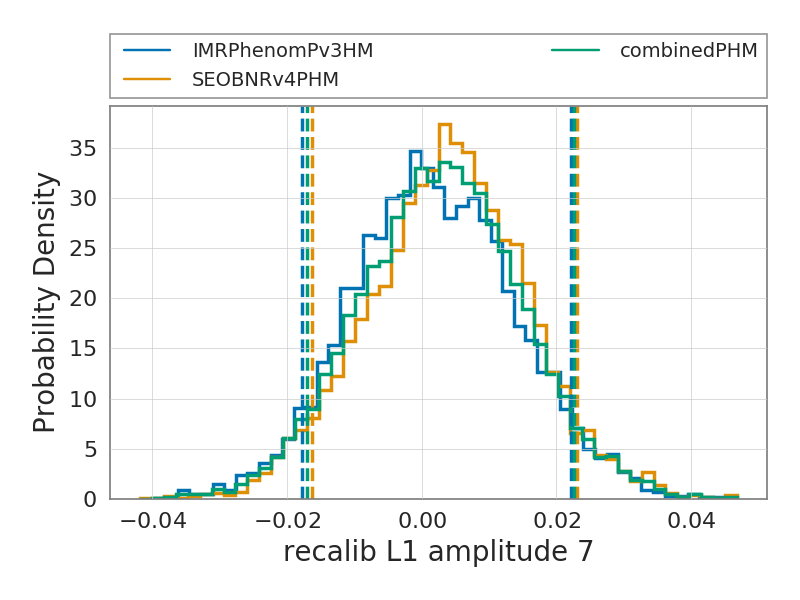 IMRPhenomPv3HM
SEOBNRv4PHM
combinedPHM
Probability Density
35
30
25
20
15
10
5
0
−0.04
−0.02
0.00
0.02
0.04
recalib L1 amplitude 7